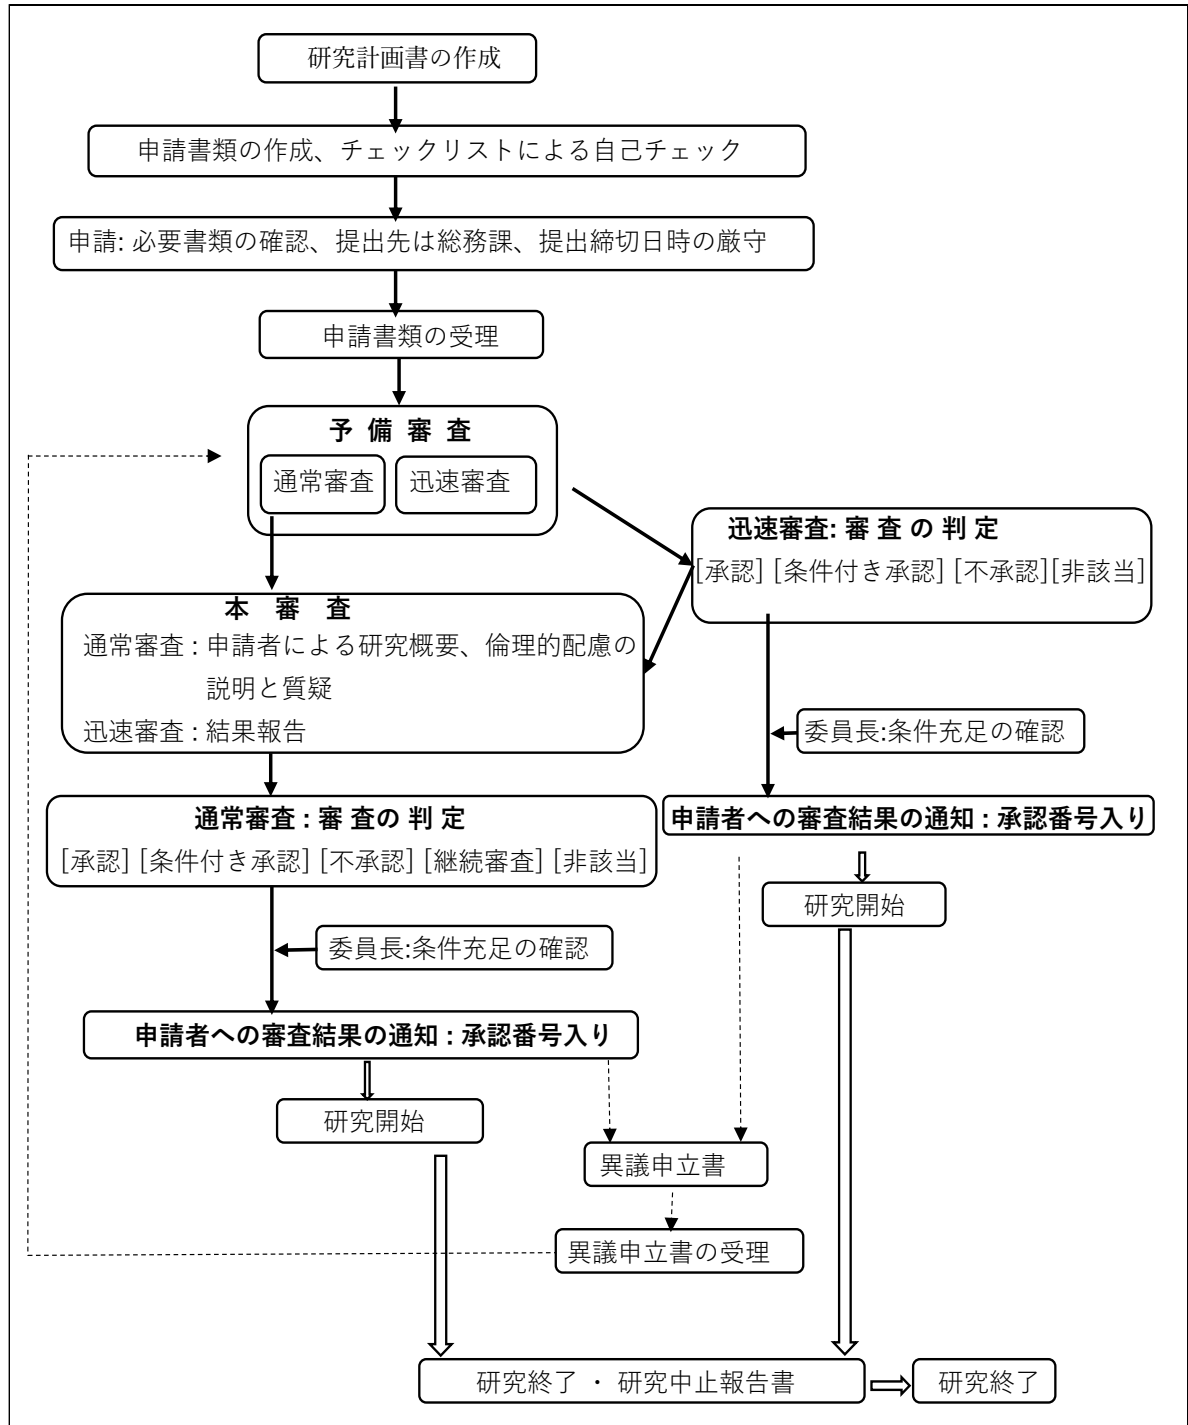 研究計画書の作成
申請書類の作成、チェックリストによる自己チェック
申請: 必要書類の確認、提出先は総務課、提出締切日時の厳守
申請書類の受理
予 備 審 査
通常審査
迅速審査
迅速審査: 審 査 の 判 定
[承認] [条件付き承認] [不承認][非該当]
本 審 査
通常審査 : 申請者による研究概要、倫理的配慮の
説明と質疑
迅速審査 : 結果報告
委員長:条件充足の確認
申請者への審査結果の通知 : 承認番号入り
研究開始
通常審査 : 審 査の 判 定
[承認] [条件付き承認] [不承認] [継続審査] [非該当]
委員長:条件充足の確認
申請者への審査結果の通知 : 承認番号入り
研究開始
異議申立書
異議申立書の受理
研究終了 ・ 研究中止報告書
研究終了